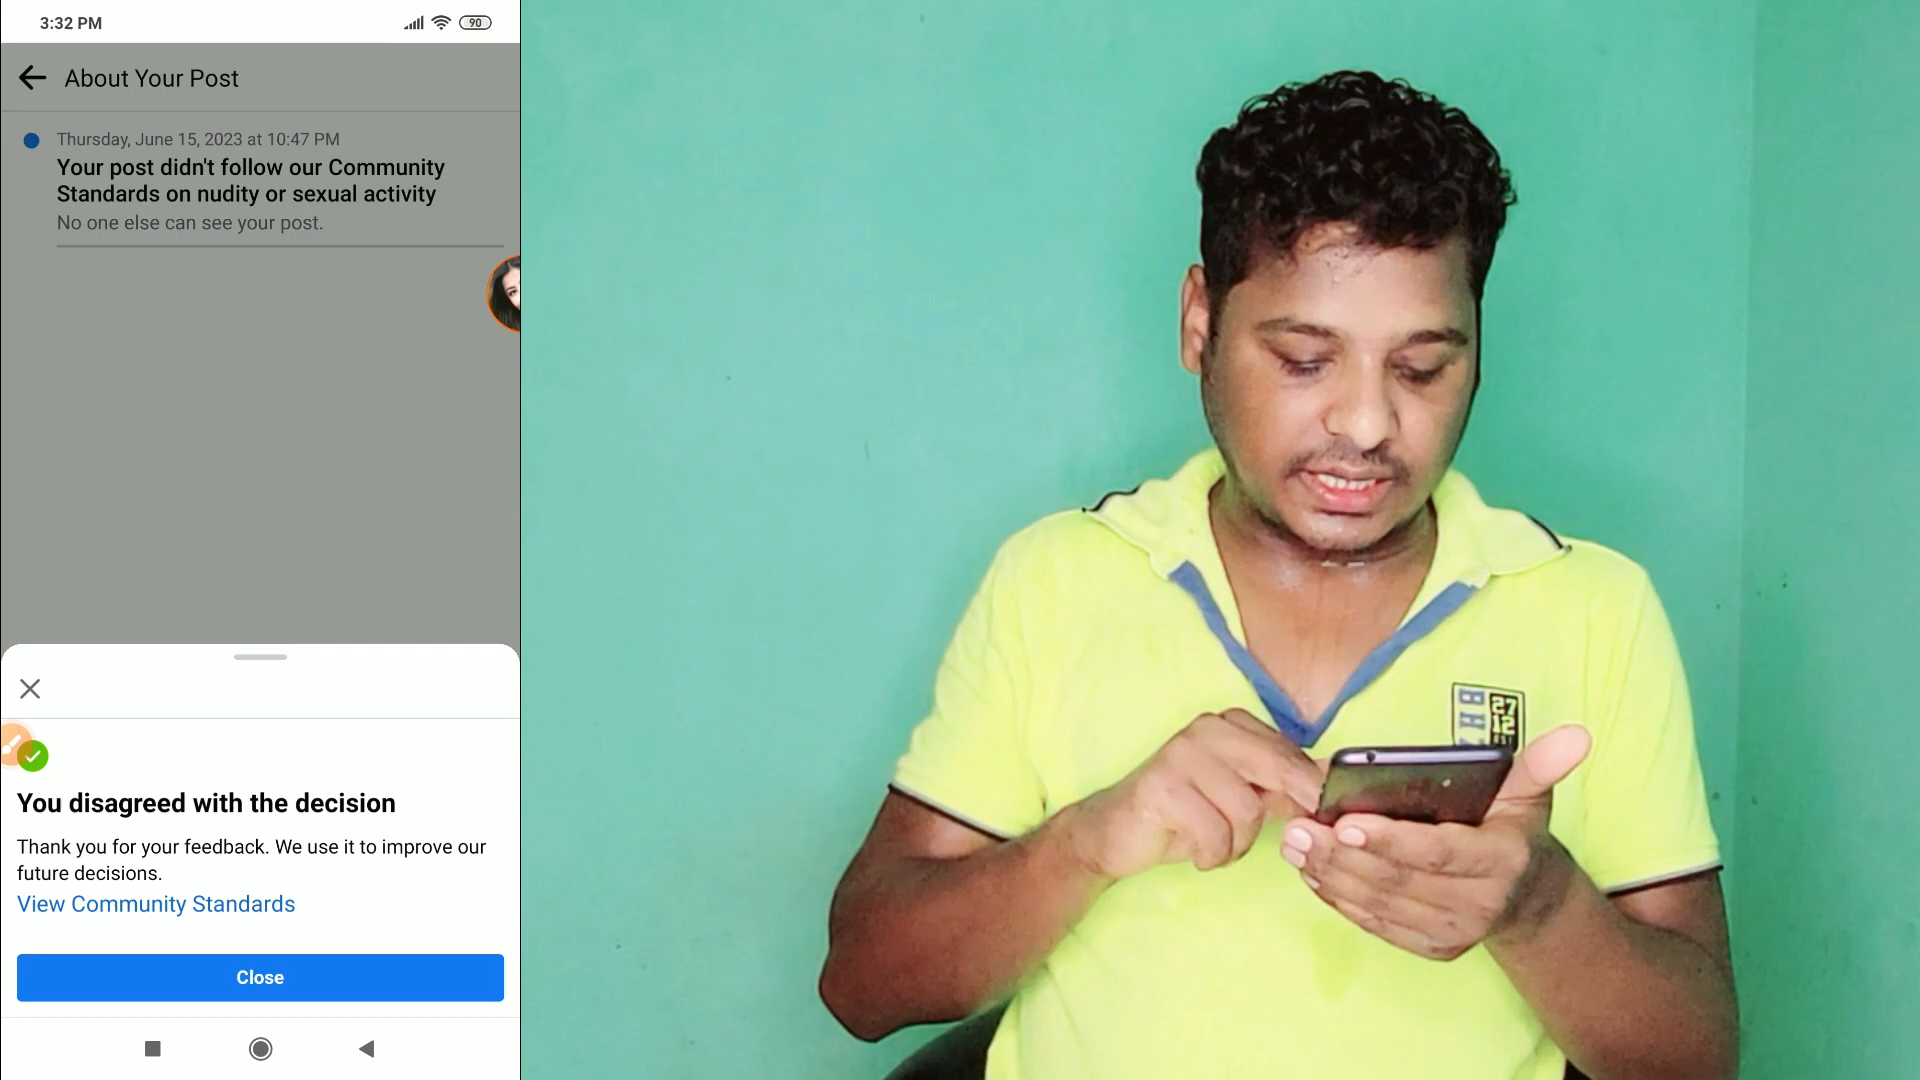 3:32 PM
90
About Your Post
Thursday, June 15, 2023 at 10:47 PM
Your post didn't follow our Community
Standards on nudity or sexual activity
No one else can see your post.
You disagreed with the decision
Thank you for your feedback. We use it to improve our
future decisions.
View Community Standards
Close
27
12